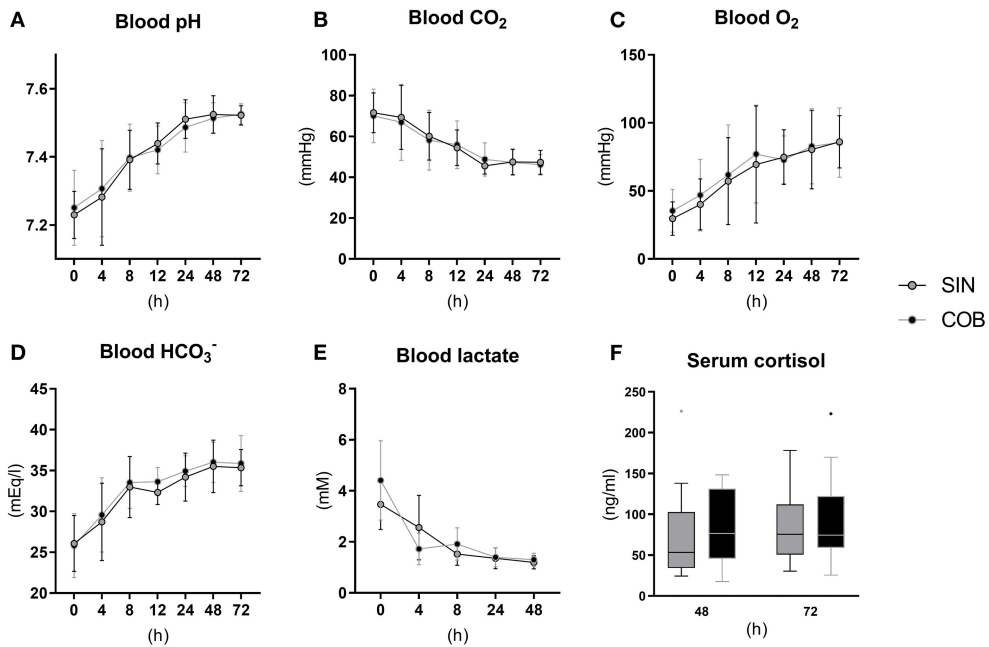 A Blood pH
7.6
7.4
7.2
0 4 8 12 24 48 72
(h)
B Blood CO₂
(mmHg)
100
80
60
40
20
0
0 4 8 12 24 48 72
(h)
C Blood O₂
(mmHg)
150
100
50
0
0 4 8 12 24 48 72
(h)
SIN
COB
D Blood HCO₃⁻
(mEq/l)
45
40
35
30
25
20
0 4 8 12 24 48 72
(h)
E Blood lactate
(mM)
8
6
4
2
0
0 4 8 24 48
(h)
F Serum cortisol
(ng/ml)
250
200
150
100
50
0
48 72
(h)